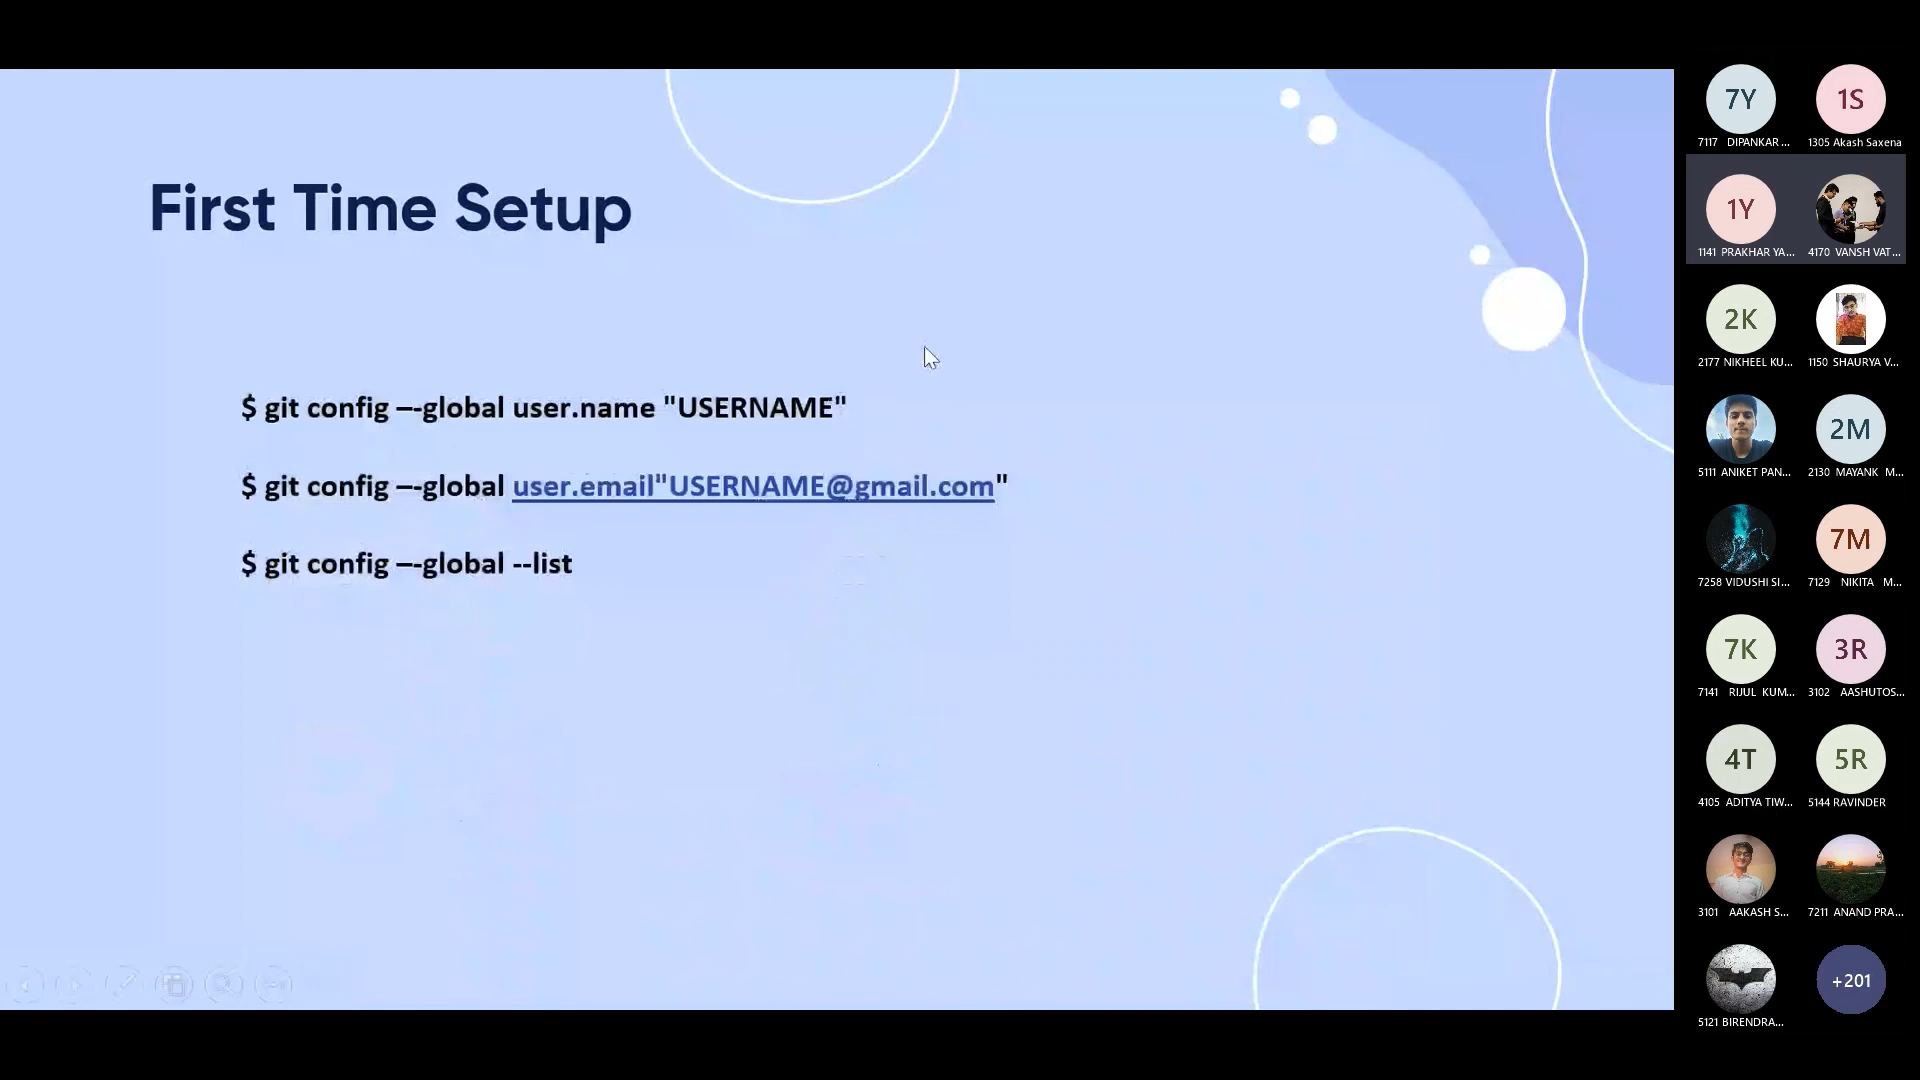 First Time Setup
$ git config –-global user.name "USERNAME"
$ git config –-global user.email"USERNAME@gmail.com"
$ git config –-global --list
7Y
7117 DIPANKAR ...
1S
1305 Akash Saxena
1Y
1141 PRAKHAR YA...
4170 VANSH VAT...
2K
2177 NIKHEEL KU...
1150 SHAURYA V...
5111 ANIKET PAN...
2M
2130 MAYANK M...
7258 VIDUSHI SI...
7M
7129 NIKITA M...
7K
7141 RIJUL KUM...
3R
3102 AASHUTOS...
4T
4105 ADITYA TIW...
5R
5144 RAVINDER
3101 AAKASH S...
7211 ANAND PRA...
5121 BIRENDRA...
+201